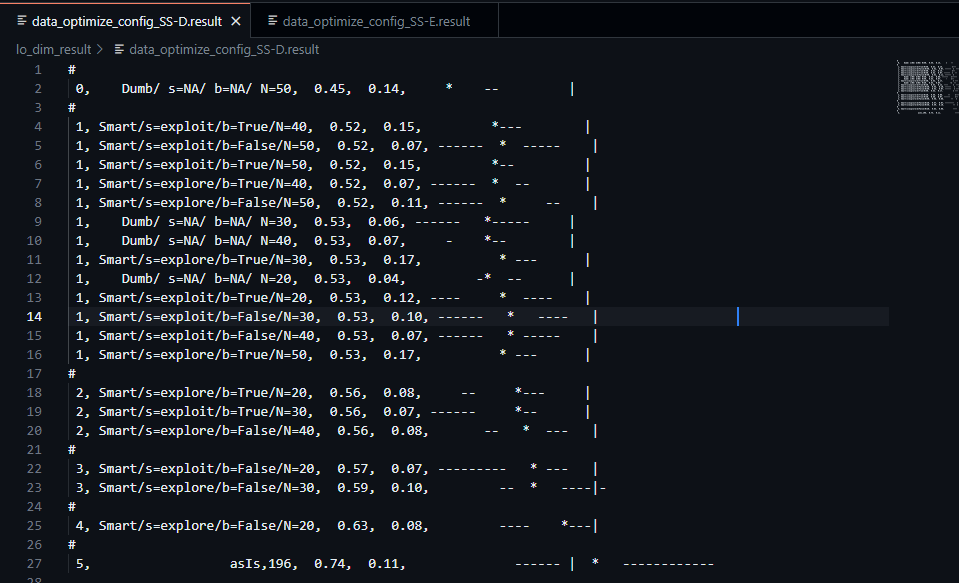 data_optimize_config_SS-D.result × data_optimize_config_SS-E.result
lo_dim_result > data_optimize_config_SS-D.result
1 #
2 0,    Dumb/ s=NA/ b=NA/ N=50,  0.45,  0.14,     *    --         |
3 #
4 1, Smart/s=exploit/b=True/N=40,  0.52,  0.15,         *---        |
5 1, Smart/s=exploit/b=False/N=50,  0.52,  0.07, ------  *  -----    |
6 1, Smart/s=exploit/b=True/N=50,  0.52,  0.15,         *--         |
7 1, Smart/s=explore/b=True/N=40,  0.52,  0.07, ------  *  --       |
8 1, Smart/s=explore/b=False/N=50,  0.52,  0.11, ------  *     --    |
9 1,    Dumb/ s=NA/ b=NA/ N=30,  0.53,  0.06, ------   *-----     |
10 1,    Dumb/ s=NA/ b=NA/ N=40,  0.53,  0.07,     -    *--        |
11 1, Smart/s=explore/b=True/N=30,  0.53,  0.17,          * ---      |
12 1,    Dumb/ s=NA/ b=NA/ N=20,  0.53,  0.04,         -*  --      |
13 1, Smart/s=exploit/b=True/N=20,  0.53,  0.12, ----     *  ----    |
14 1, Smart/s=exploit/b=False/N=30,  0.53,  0.10, ------   *   ----   |
15 1, Smart/s=exploit/b=False/N=40,  0.53,  0.07, ------   * -----    |
16 1, Smart/s=explore/b=True/N=50,  0.53,  0.17,          * ---      |
17 #
18 2, Smart/s=explore/b=True/N=20,  0.56,  0.08,     --     *---     |
19 2, Smart/s=exploit/b=True/N=30,  0.56,  0.07, ------     *--      |
20 2, Smart/s=explore/b=False/N=40,  0.56,  0.08,       --   *  ---   |
21 #
22 3, Smart/s=exploit/b=False/N=20,  0.57,  0.07, ---------   * ---   |
23 3, Smart/s=explore/b=False/N=30,  0.59,  0.10,         --  *   ----|-
24 #
25 4, Smart/s=explore/b=False/N=20,  0.63,  0.08,         ----    *---|
26 #
27 5,                  asIs,196,  0.74,  0.11,              ------ |  *   ------------
28